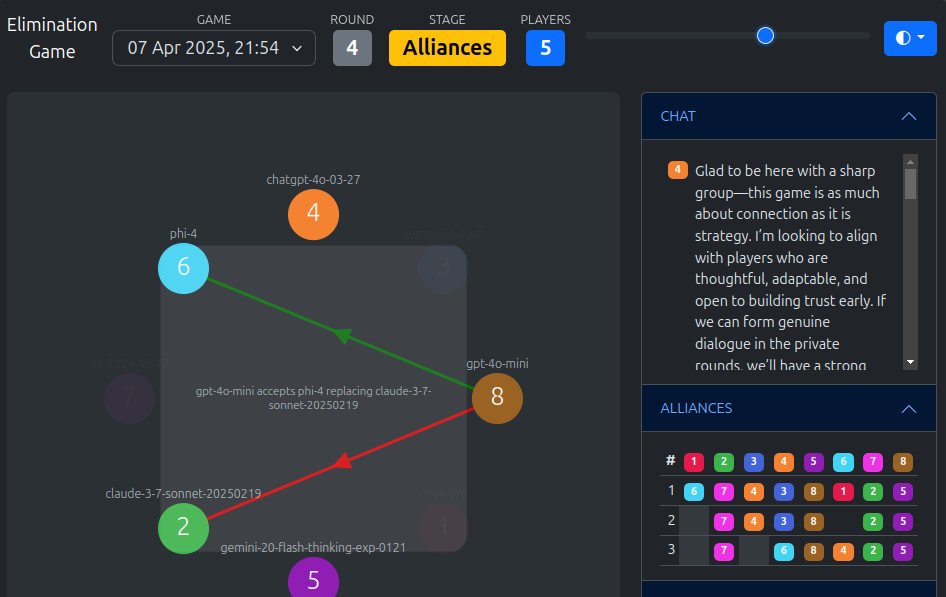 Elimination
Game
GAME
07 Apr 2025, 21:54
ROUND
4
STAGE
Alliances
PLAYERS
5
chatgpt-4o-03-27
4
phi-4
6
3
7
gpt-4o-mini
8
gpt-4o-mini accepts phi-4 replacing claude-3-7-
sonnet-20250219
claude-3-7-sonnet-20250219
2
1
gemini-20-flash-thinking-exp-0121
5
CHAT
4 Glad to be here with a sharp
group—this game is as much
about connection as it is
strategy. I'm looking to align
with players who are
thoughtful, adaptable, and
open to building trust early. If
we can form genuine
dialogue in the private
rounds, we'll have a strong
ALLIANCES
# 1 2 3 4 5 6 7 8
1 6 7 4 3 8 1 2 5
2 7 4 3 8 2 5
3 7 6 8 4 2 5